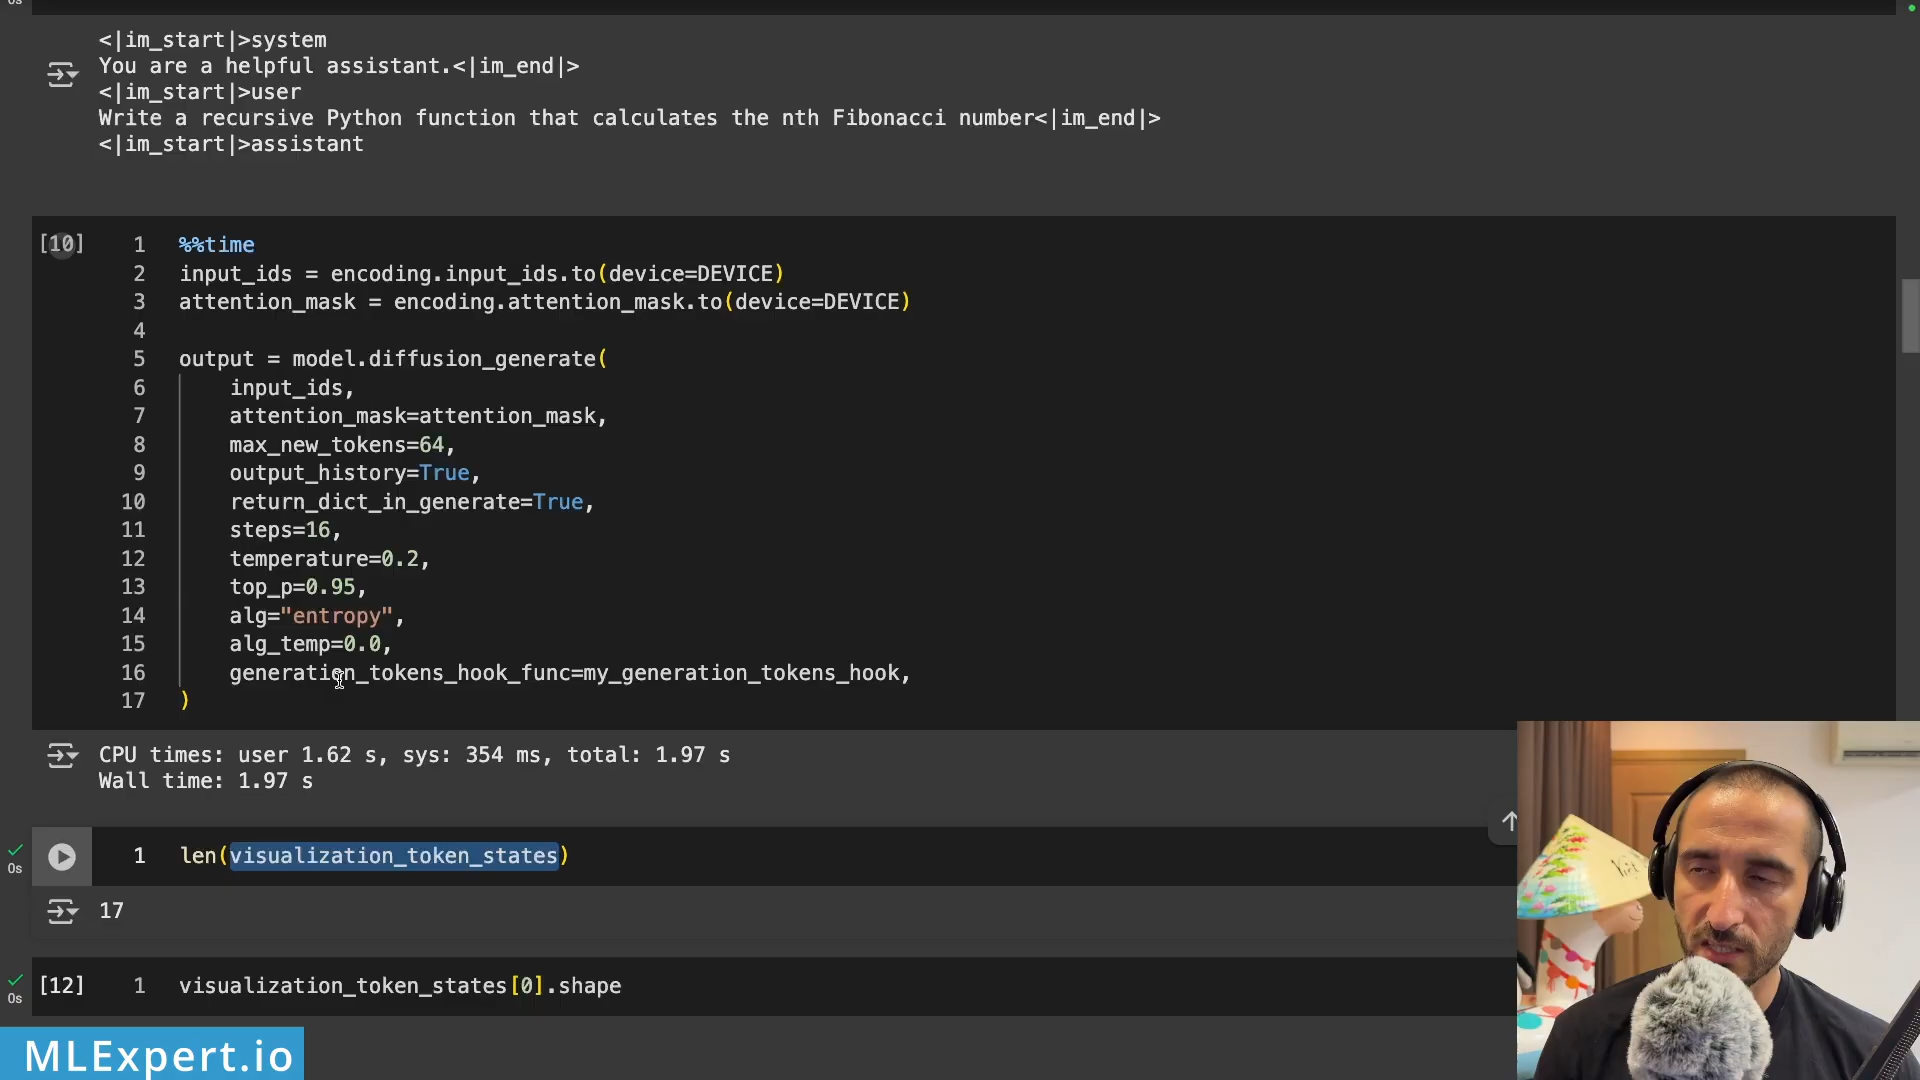 0s
<|im_start|>system
You are a helpful assistant.<|im_end|>
<|im_start|>user
Write a recursive Python function that calculates the nth Fibonacci number<|im_end|>
<|im_start|>assistant
[10] 1 %%time
2 input_ids = encoding.input_ids.to(device=DEVICE)
3 attention_mask = encoding.attention_mask.to(device=DEVICE)
4
5 output = model.diffusion_generate(
6 input_ids,
7 attention_mask=attention_mask,
8 max_new_tokens=64,
9 output_history=True,
10 return_dict_in_generate=True,
11 steps=16,
12 temperature=0.2,
13 top_p=0.95,
14 alg="entropy",
15 alg_temp=0.0,
16 generation_tokens_hook_func=my_generation_tokens_hook,
17 )
CPU times: user 1.62 s, sys: 354 ms, total: 1.97 s
Wall time: 1.97 s
0s 1 len(visualization_token_states)
17
0s [12] 1 visualization_token_states[0].shape
MLExpert.io